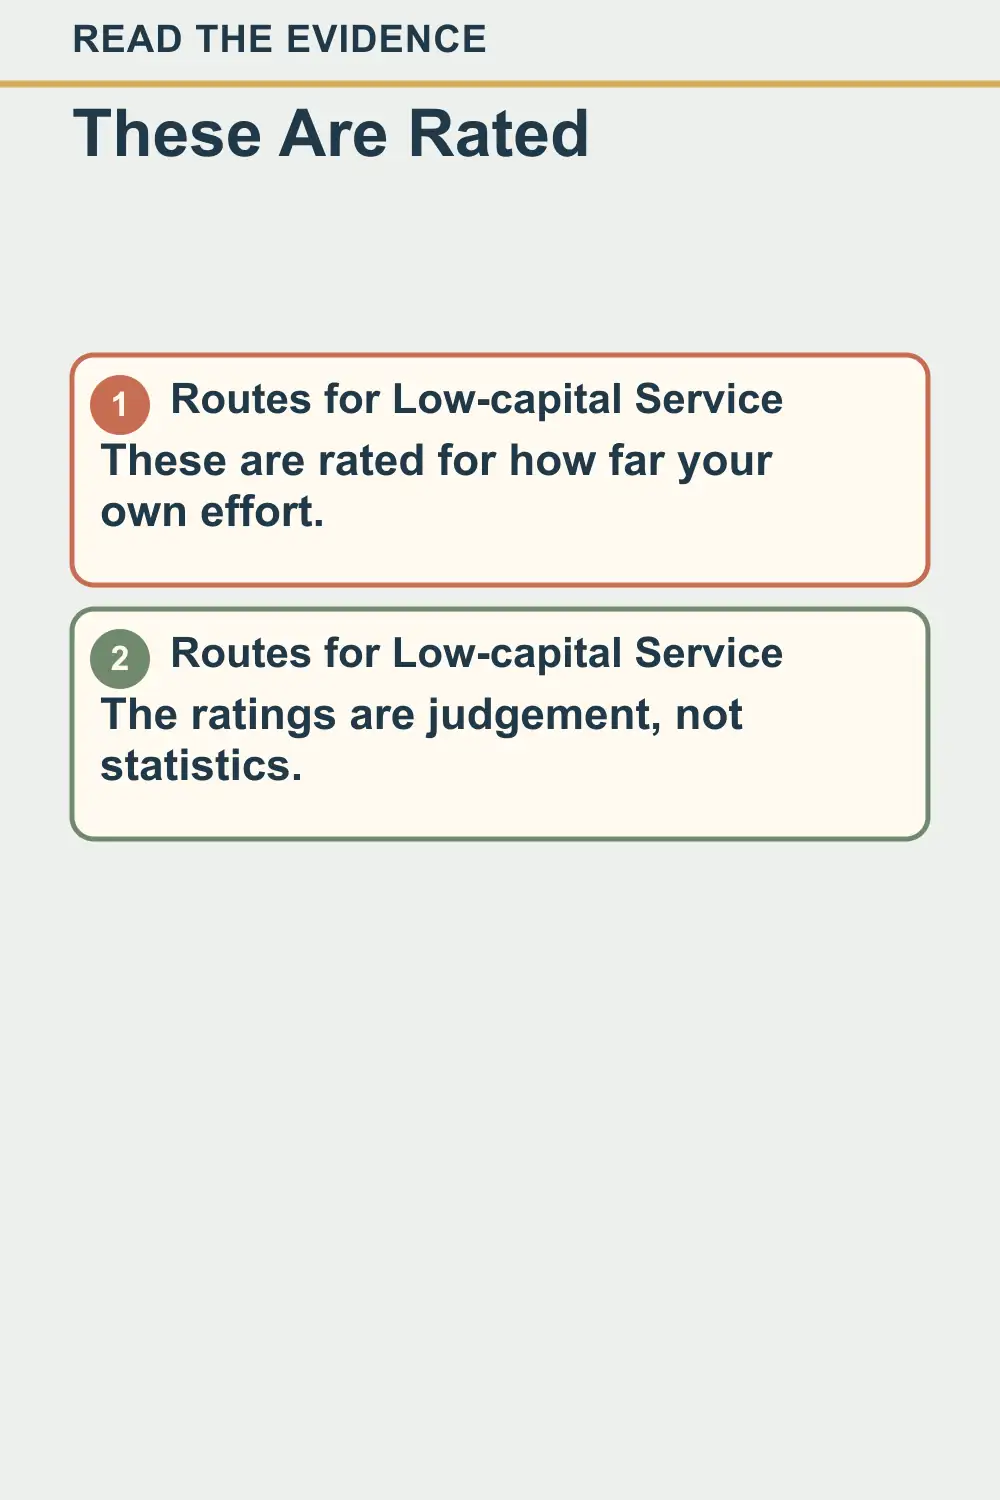 READ THE EVIDENCE
These Are Rated
1 Routes for Low-capital Service
These are rated for how far your
own effort.
2 Routes for Low-capital Service
The ratings are judgement, not
statistics.